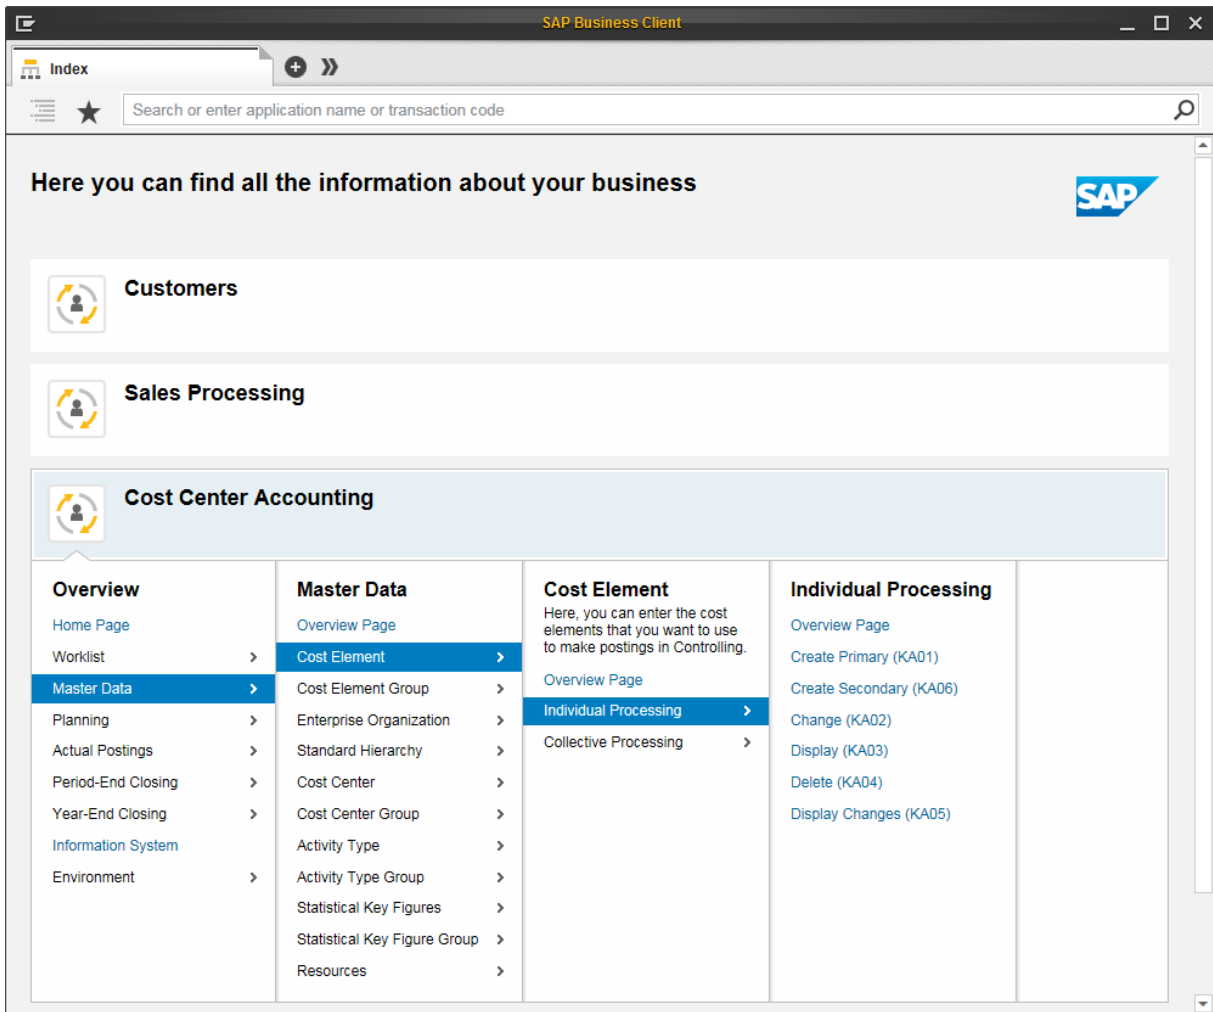 SAP Business Client
Index
Search or enter application name or transaction code
Here you can find all the information about your business
SAP
Customers
Sales Processing
Cost Center Accounting
Overview
Home Page
Worklist
Master Data
Planning
Actual Postings
Period-End Closing
Year-End Closing
Information System
Environment
Master Data
Overview Page
Cost Element
Cost Element Group
Enterprise Organization
Standard Hierarchy
Cost Center
Cost Center Group
Activity Type
Activity Type Group
Statistical Key Figures
Statistical Key Figure Group
Resources
Cost Element
Here, you can enter the cost
elements that you want to use
to make postings in Controlling.
Overview Page
Individual Processing
Collective Processing
Individual Processing
Overview Page
Create Primary (KA01)
Create Secondary (KA06)
Change (KA02)
Display (KA03)
Delete (KA04)
Display Changes (KA05)